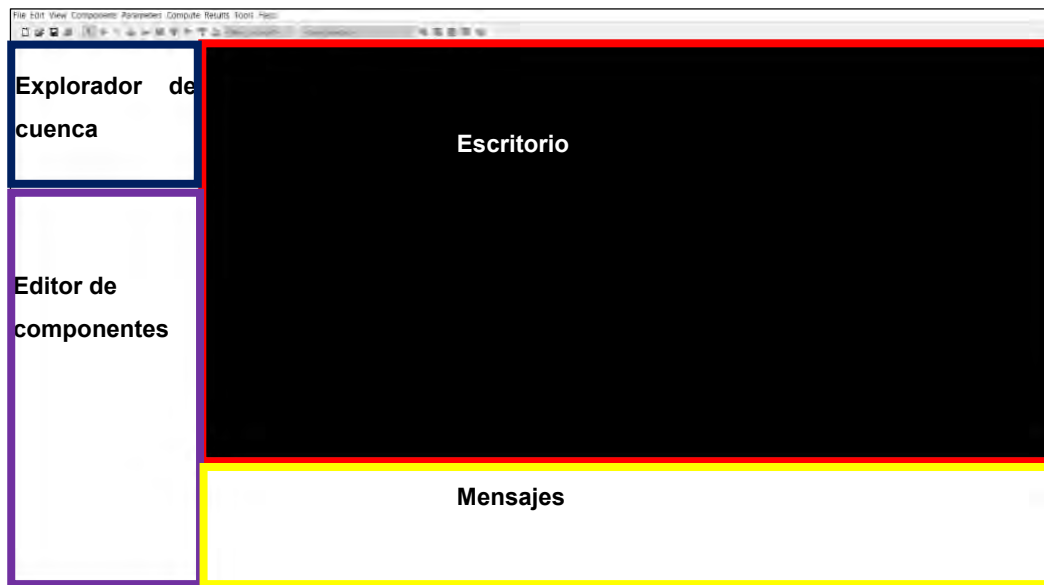 File Edit View Components Parameters Compute Results Tools Help
Explorador de
cuenca
Escritorio
Editor de
componentes
Mensajes